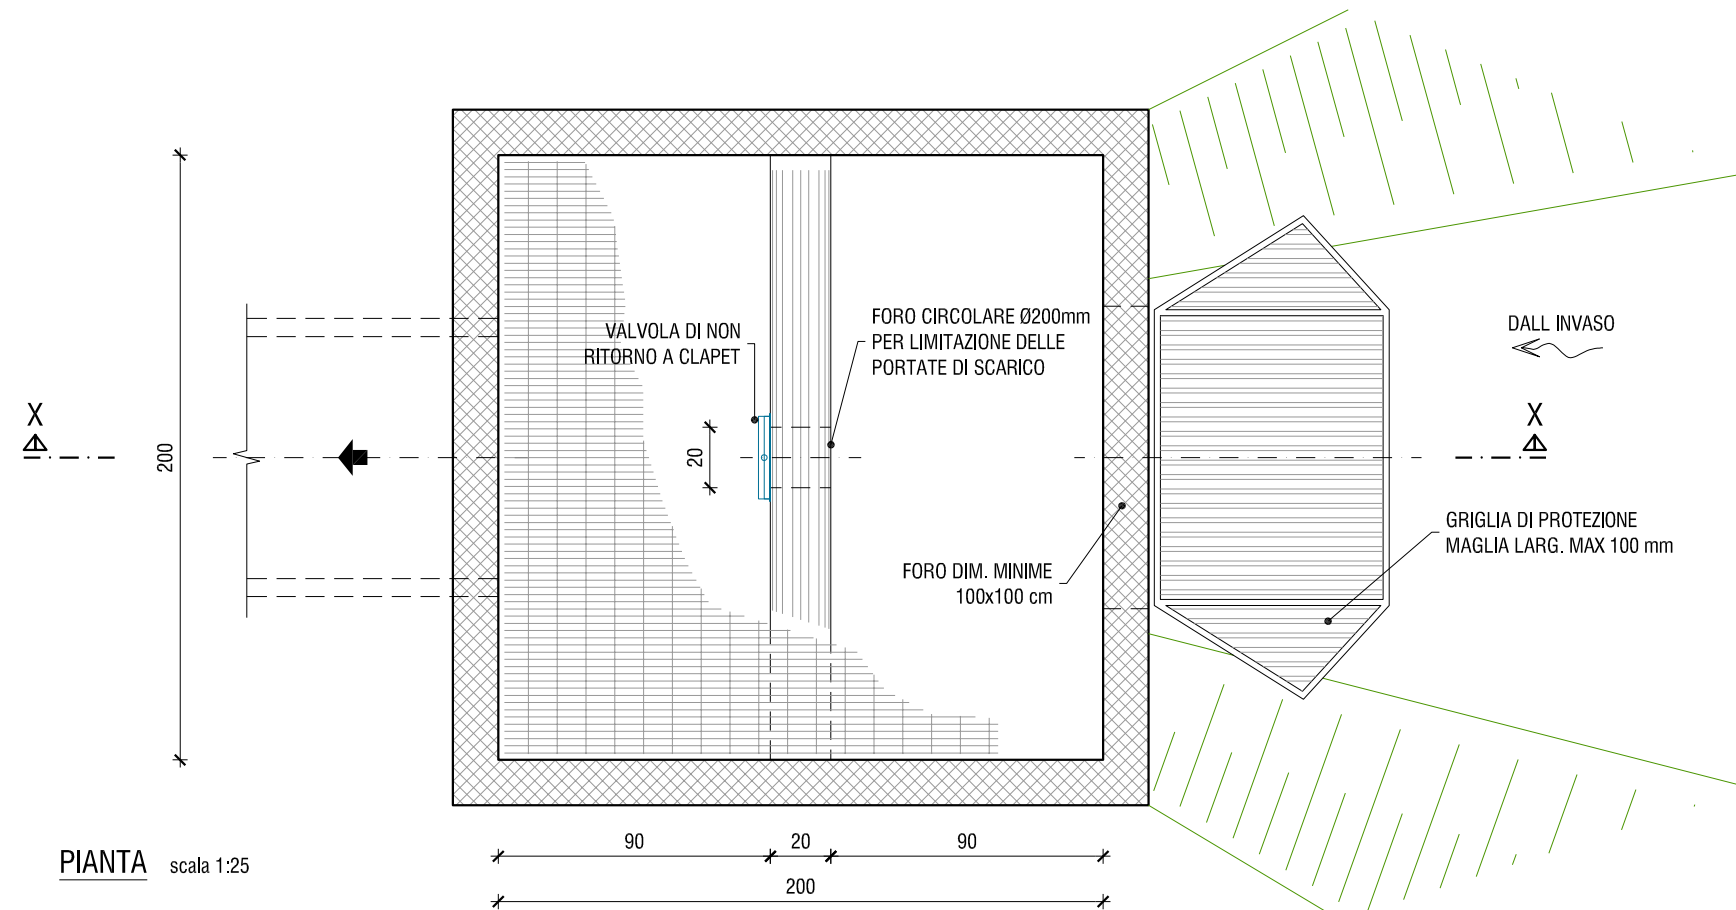 DALL INVASO
FORO CIRCOLARE Ø200mm
PER LIMITAZIONE DELLE
PORTATE DI SCARICO
VALVOLA DI NON
RITORNO A CLAPET
X
X
200
20
GRIGLIA DI PROTEZIONE
MAGLIA LARG. MAX 100 mm
FORO DIM. MINIME
100x100 cm
90
20
90
200
PIANTA scala 1:25